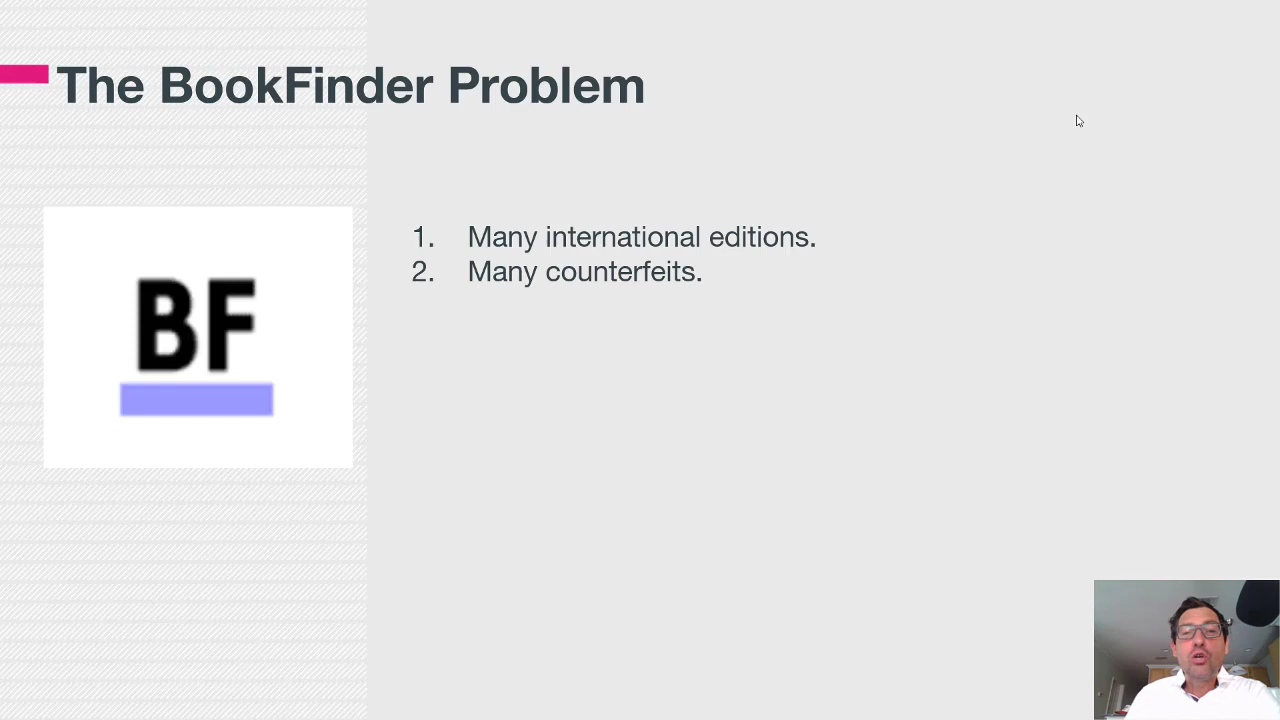 The BookFinder Problem
BF
1. Many international editions.
2. Many counterfeits.